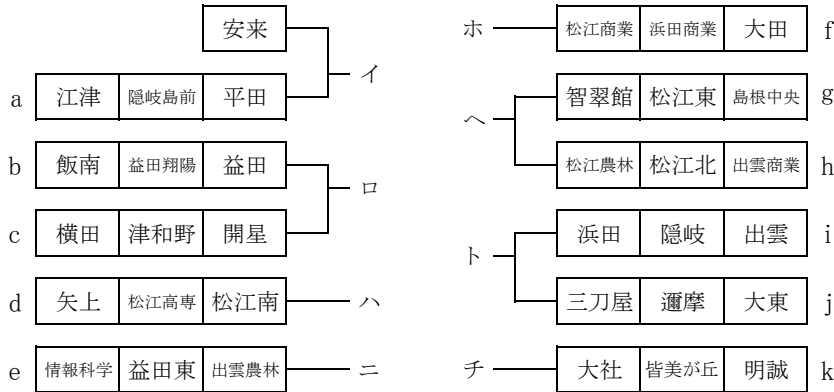 安来
イ
a 江津 隠岐島前 平田
b 飯南 益田翔陽 益田
ロ
c 横田 津和野 開星
d 矢上 松江高専 松江南 ハ
e 情報科学 益田東 出雲農林 ニ
ホ 松江商業 浜田商業 大田 f
智翠館 松江東 島根中央 g
ヘ
松江農林 松江北 出雲商業 h
浜田 隠岐 出雲 i
ト
三刀屋 邇摩 大東 j
チ 大社 皆美が丘 明誠 k